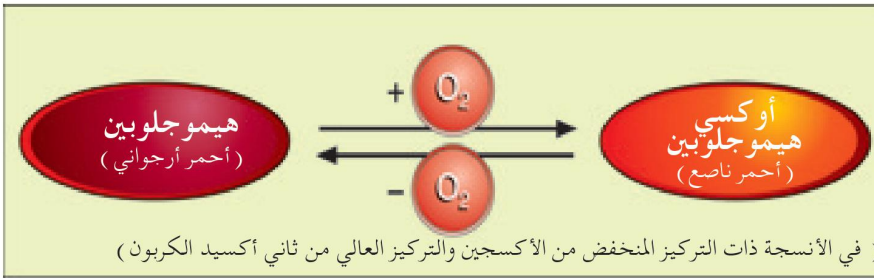 هيموجلوبين
(أحمر أرجواني)
+ O₂
- O₂
أوكسي
هيموجلوبين
(أحمر ناصع)
في الأنسجة ذات التركيز المنخفض من الأكسجين والتركيز العالي من ثاني أكسيد الكربون)